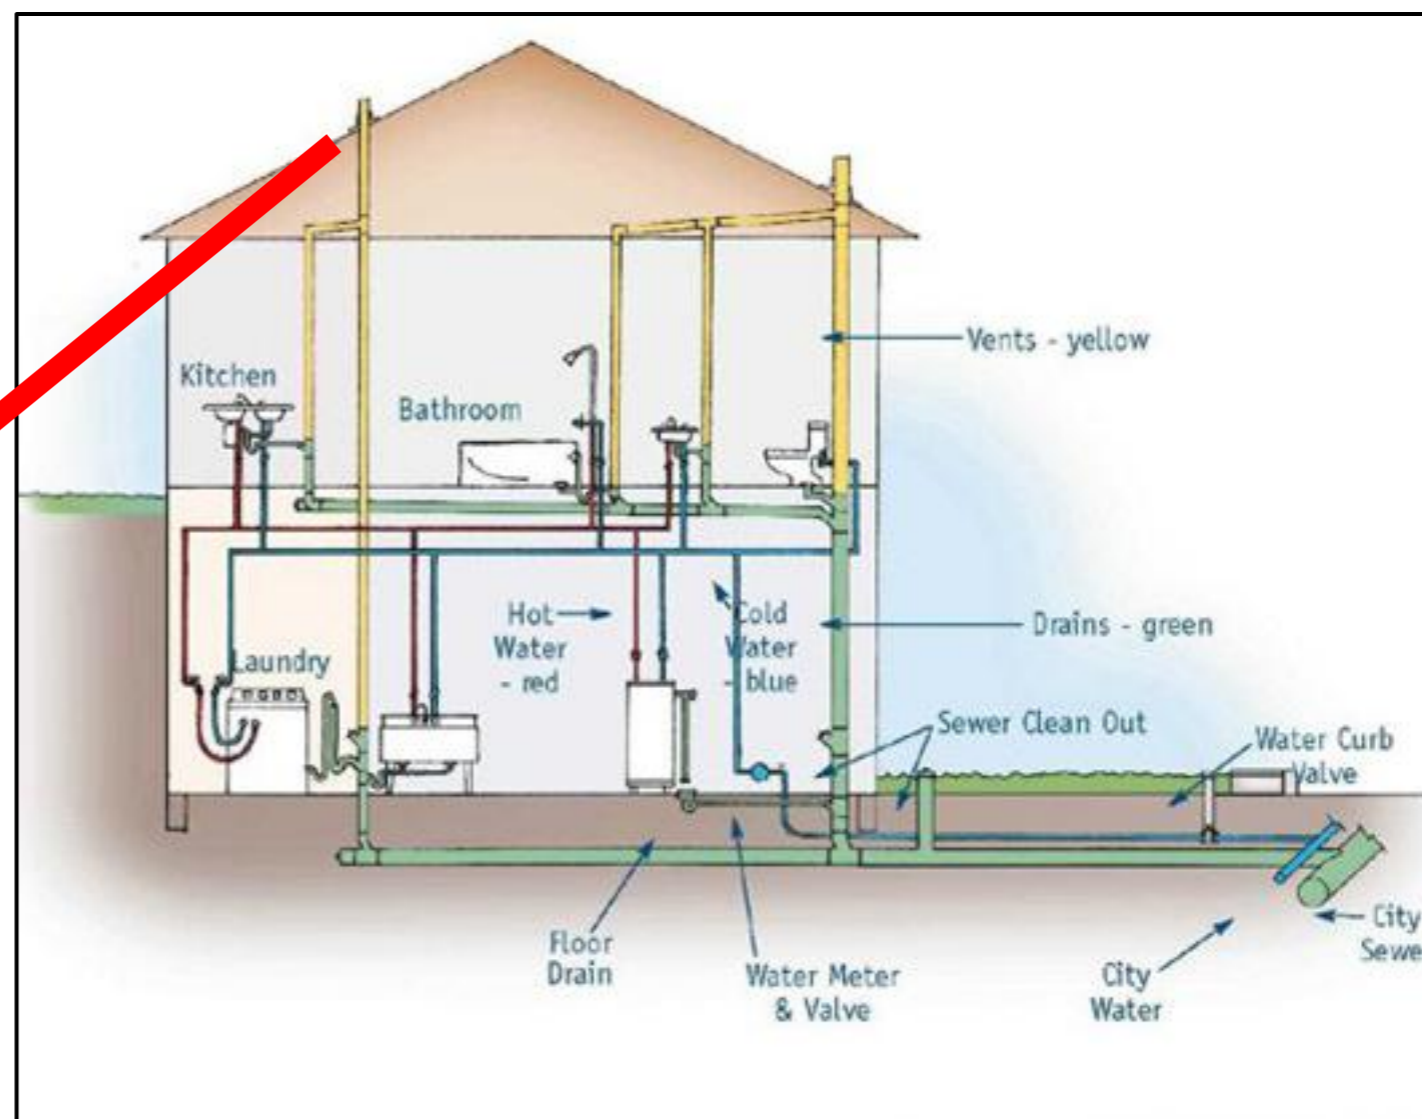 Vents - yellow
Kitchen
Bathroom
Hot
Water
- red
Cold
Water
- blue
Drains - green
Laundry
Sewer Clean Out
Water Curb
Valve
Floor
Drain
Water Meter
& Valve
City
Water
City
Sewe